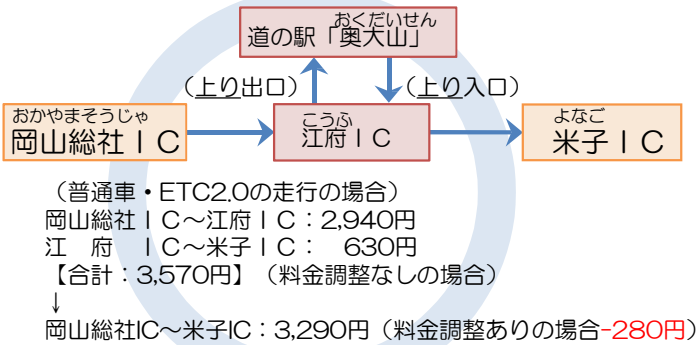 おくだいせん
道の駅「奥大山」
（上り出口）
（上り入口）
おかやまそうじゃ
岡山総社ＩＣ
こうふ
江府ＩＣ
よなご
米子ＩＣ
（普通車・ETC2.0の走行の場合）
岡山総社ＩＣ～江府ＩＣ：2,940円
江　府　ＩＣ～米子ＩＣ：　630円
【合計：3,570円】（料金調整なしの場合）
↓
岡山総社IC～米子IC：3,290円（料金調整ありの場合-280円）